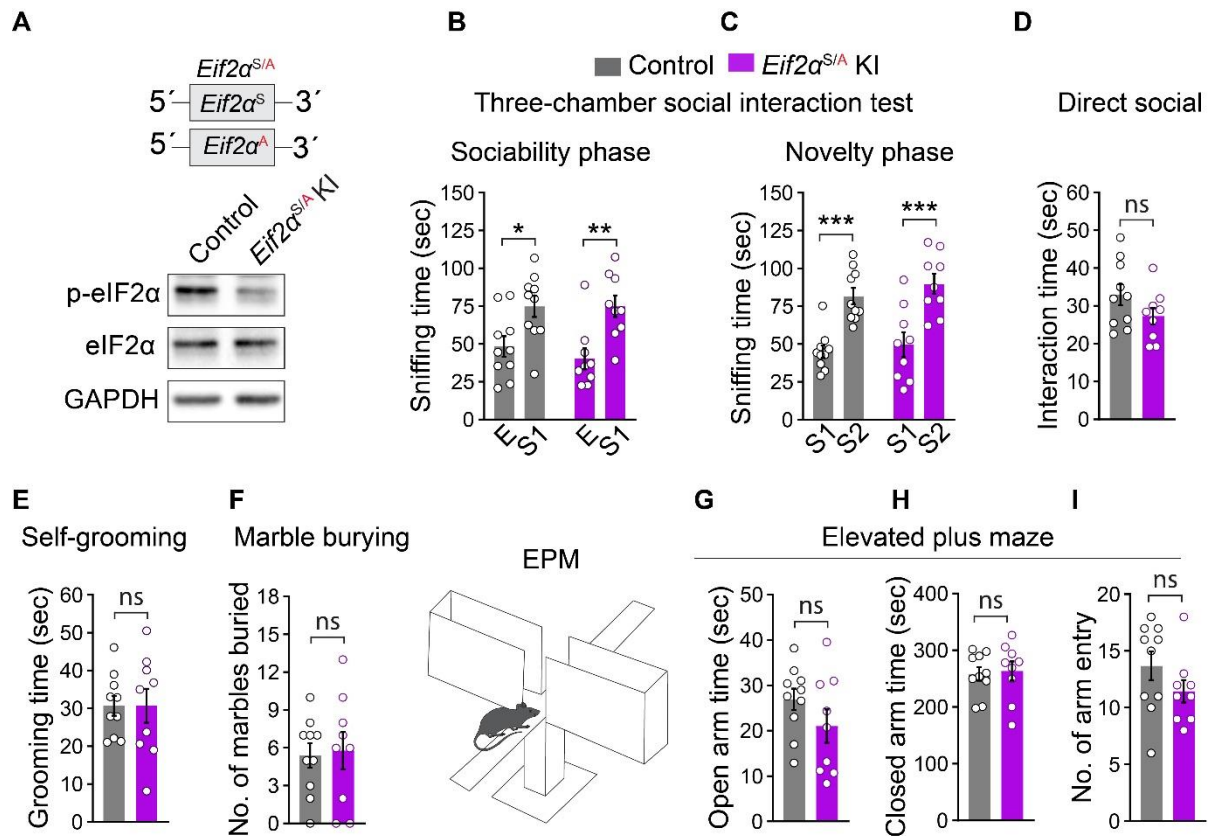 A
Eif2α^S/A
5´ Eif2α^S 3´
5´ Eif2α^A 3´
Control
Eif2α^S/A KI
p-eIF2α
eIF2α
GAPDH
B
C
D
Control Eif2α^S/A KI
Three-chamber social interaction test
Direct social
Sociability phase
Sniffing time (sec)
150
125
100
75
50
25
0
*
**
E
S1
E
S1
Novelty phase
Sniffing time (sec)
150
125
100
75
50
25
0
***
***
S1
S2
S1
S2
Interaction time (sec)
60
50
40
30
20
10
0
ns
E
Self-grooming
Grooming time (sec)
60
50
40
30
20
10
0
ns
F
Marble burying
No. of marbles buried
18
15
12
9
6
3
0
ns
EPM
G
H
I
Elevated plus maze
Open arm time (sec)
50
40
30
20
10
0
ns
Closed arm time (sec)
400
300
200
100
0
ns
No. of arm entry
20
15
10
5
0
ns